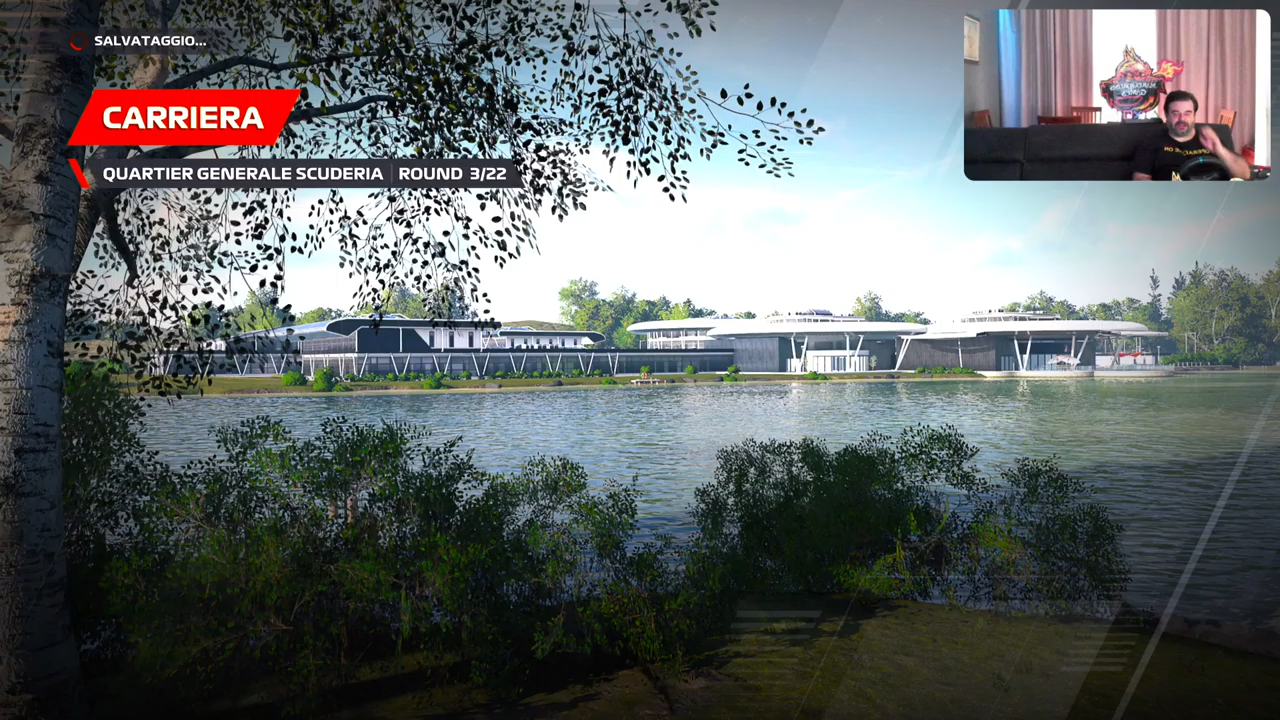 SALVATAGGIO...
CARRIERA
QUARTIER GENERALE SCUDERIA | ROUND 3/22